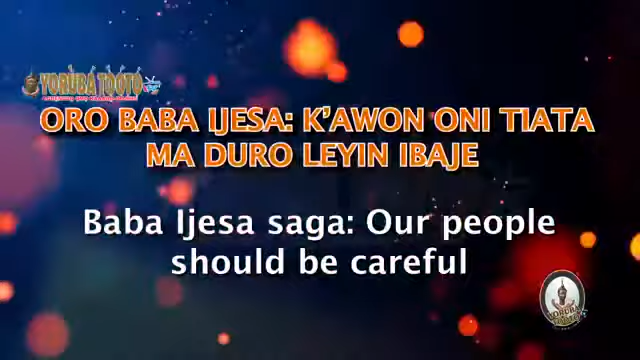 YORUBA TOOTO
ORO BABA IJESA: K'AWON ONI TIATA
MA DURO LEYIN IBAJE
Baba Ijesa saga: Our people
should be careful